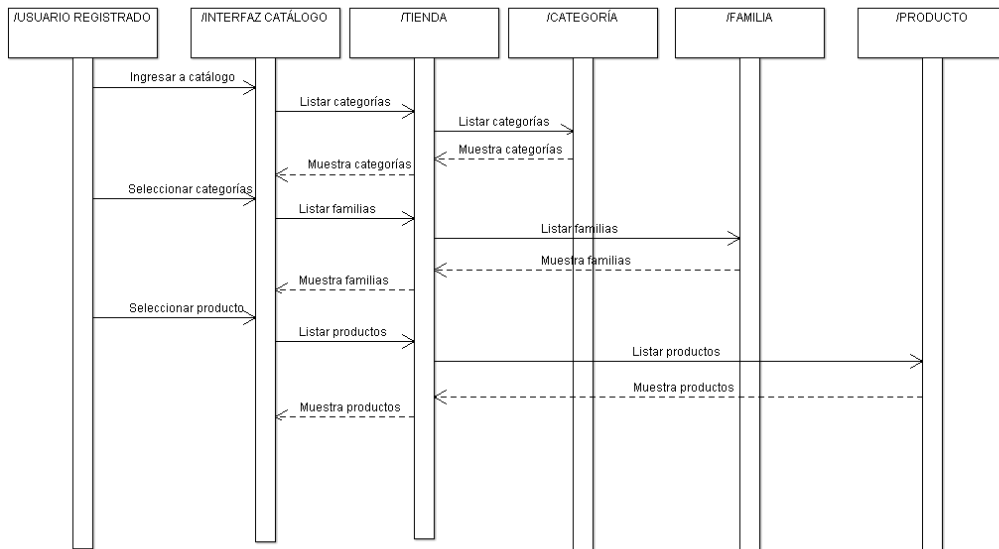 /USUARIO REGISTRADO
/INTERFAZ CATÁLOGO
/TIENDA
/CATEGORÍA
/FAMILIA
/PRODUCTO
Ingresar a catálogo
Listar categorías
Listar categorías
Muestra categorías
Muestra categorías
Seleccionar categorías
Listar familias
Listar familias
Muestra familias
Muestra familias
Seleccionar producto
Listar productos
Listar productos
Muestra productos
Muestra productos